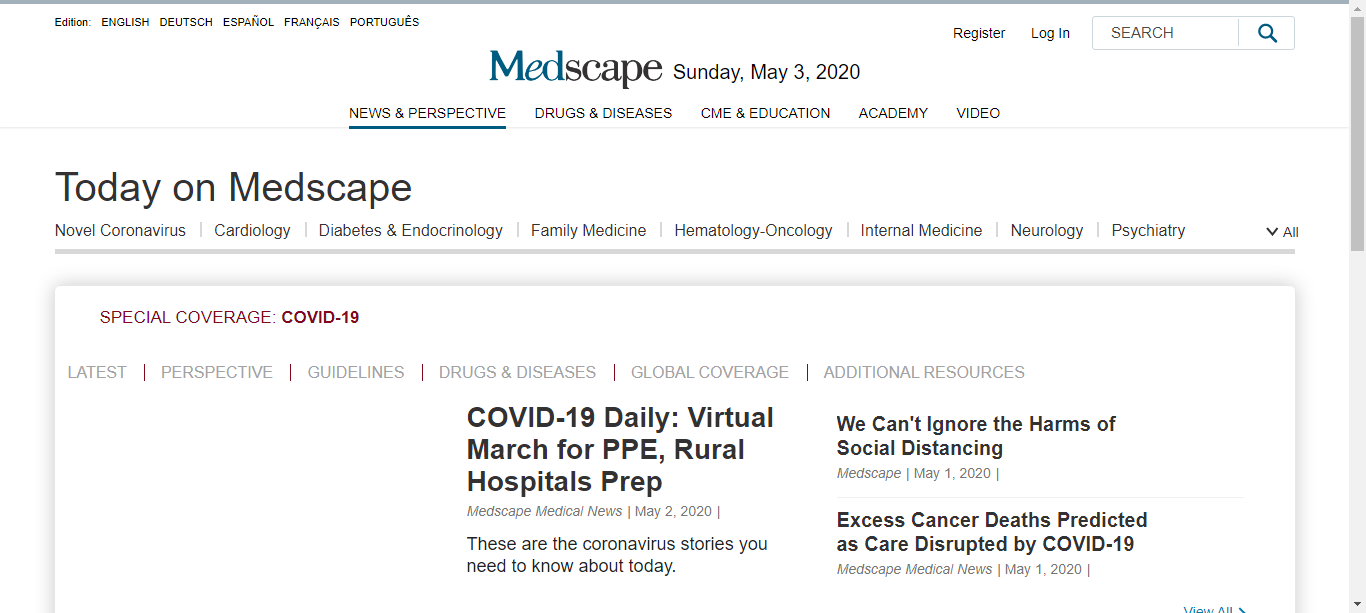 Edition: ENGLISH DEUTSCH ESPAÑOL FRANÇAIS PORTUGUÊS
Register Log In SEARCH
Medscape Sunday, May 3, 2020
NEWS & PERSPECTIVE DRUGS & DISEASES CME & EDUCATION ACADEMY VIDEO
Today on Medscape
Novel Coronavirus | Cardiology | Diabetes & Endocrinology | Family Medicine | Hematology-Oncology | Internal Medicine | Neurology | Psychiatry All
SPECIAL COVERAGE: COVID-19
LATEST | PERSPECTIVE | GUIDELINES | DRUGS & DISEASES | GLOBAL COVERAGE | ADDITIONAL RESOURCES
COVID-19 Daily: Virtual
March for PPE, Rural
Hospitals Prep
Medscape Medical News | May 2, 2020 |
These are the coronavirus stories you
need to know about today.
We Can't Ignore the Harms of
Social Distancing
Medscape | May 1, 2020 |
Excess Cancer Deaths Predicted
as Care Disrupted by COVID-19
Medscape Medical News | May 1, 2020 |
View All